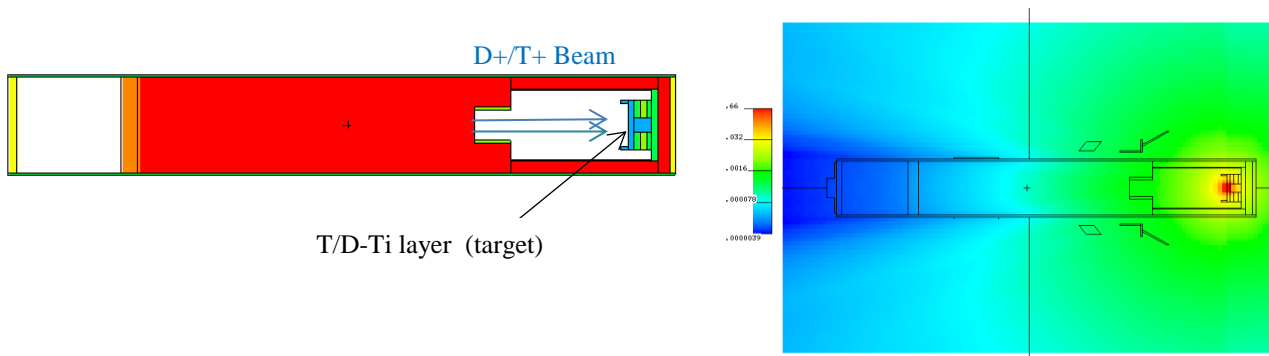 D+/T+ Beam
T/D-Ti layer (target)
.66
.032
.0016
.000078
.0000039